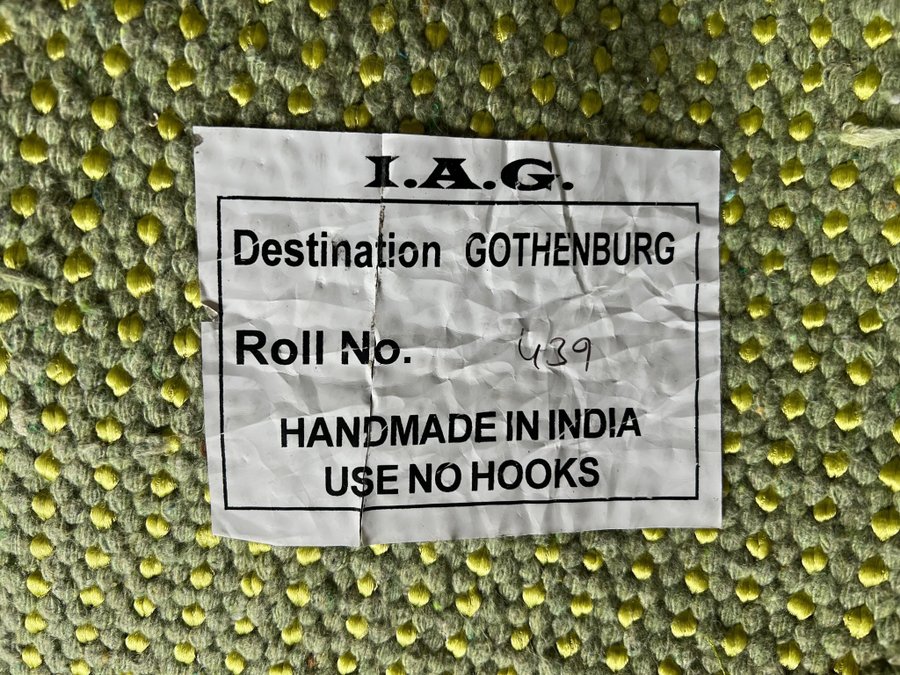 I.A.G.
Destination GOTHENBURG
Roll No. 439
HANDMADE IN INDIA
USE NO HOOKS